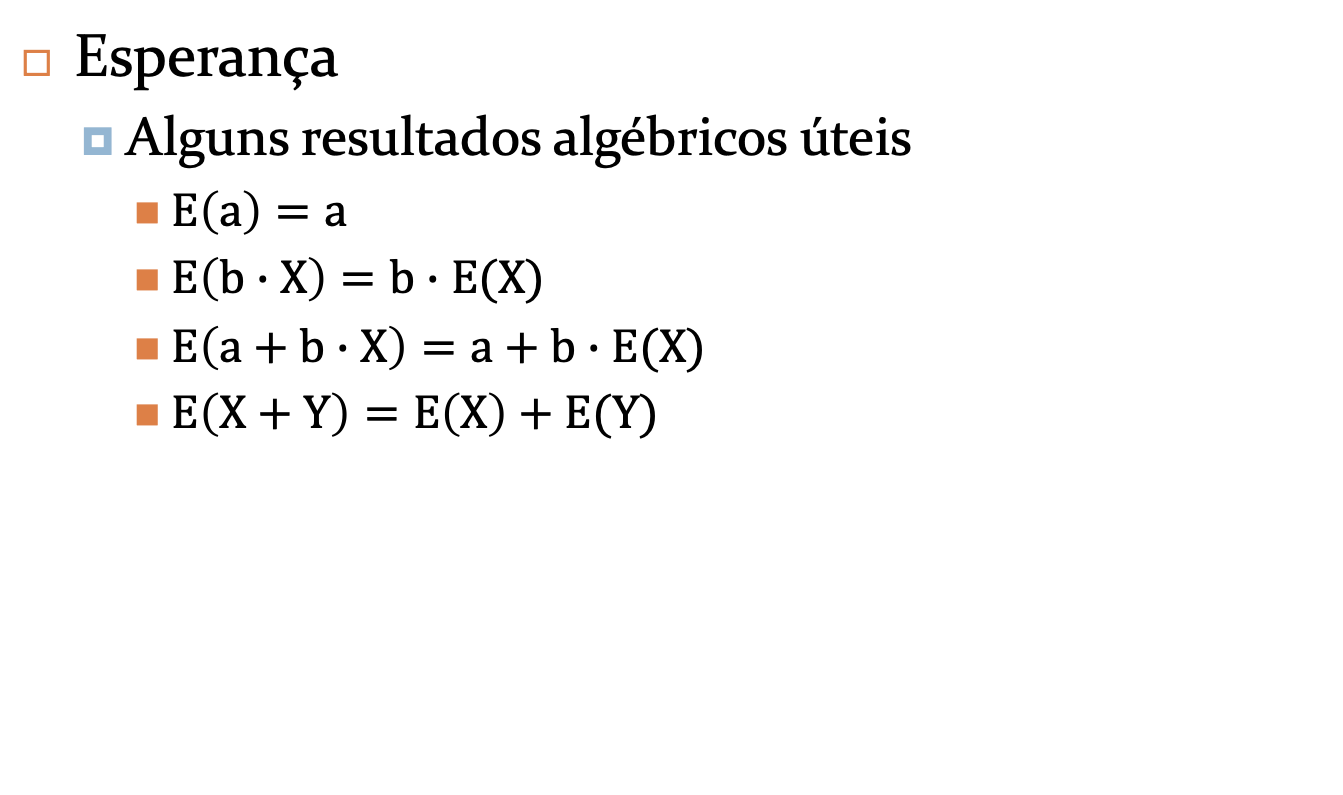 Esperança
Alguns resultados algébricos úteis
E(a) = a
E(b · X) = b · E(X)
E(a + b · X) = a + b · E(X)
E(X + Y) = E(X) + E(Y)